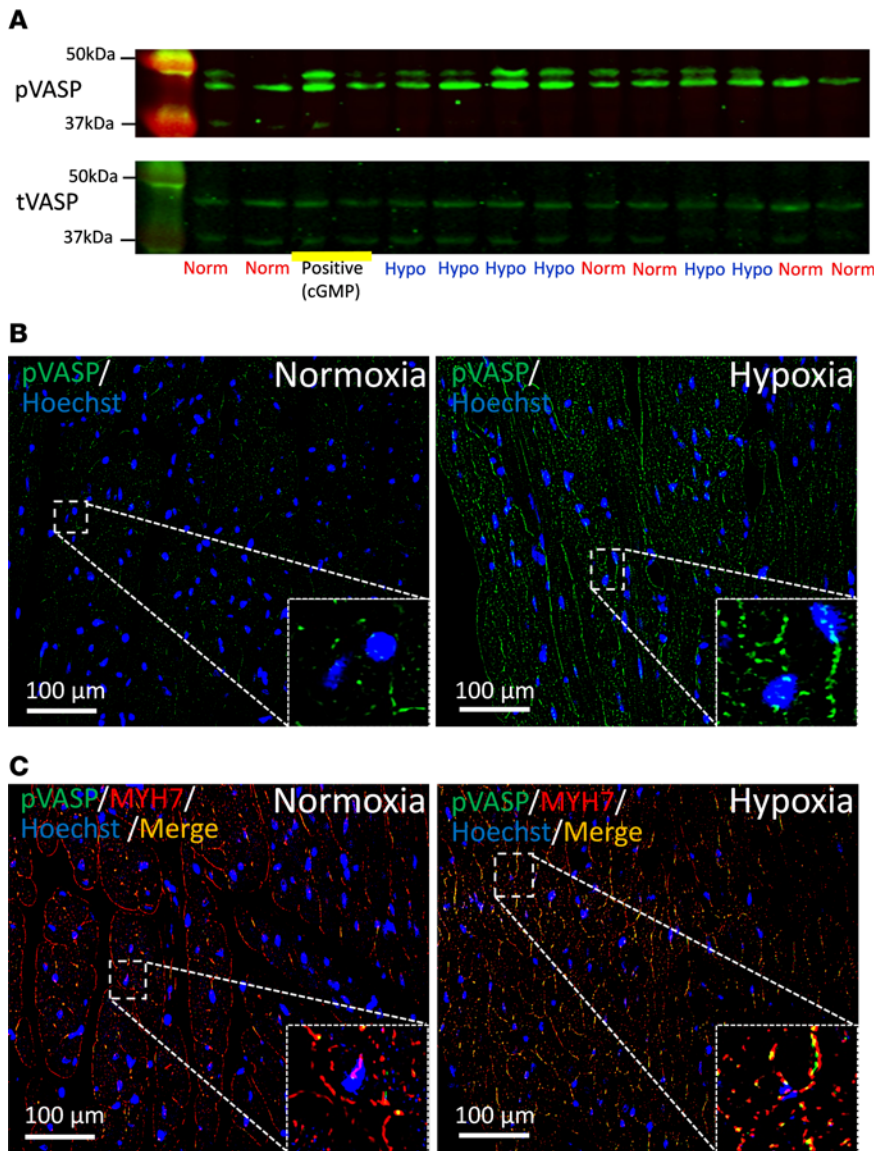 A
50kDa
pVASP
37kDa
50kDa
tVASP
37kDa
Norm Norm Positive Hypo Hypo Hypo Hypo Norm Norm Hypo Hypo Norm Norm
(cGMP)
B
pVASP/ Normoxia
Hoechst
100 µm
pVASP/ Hypoxia
Hoechst
100 µm
C
pVASP/MYH7/ Normoxia
Hoechst/Merge
100 µm
pVASP/MYH7/ Hypoxia
Hoechst/Merge
100 µm